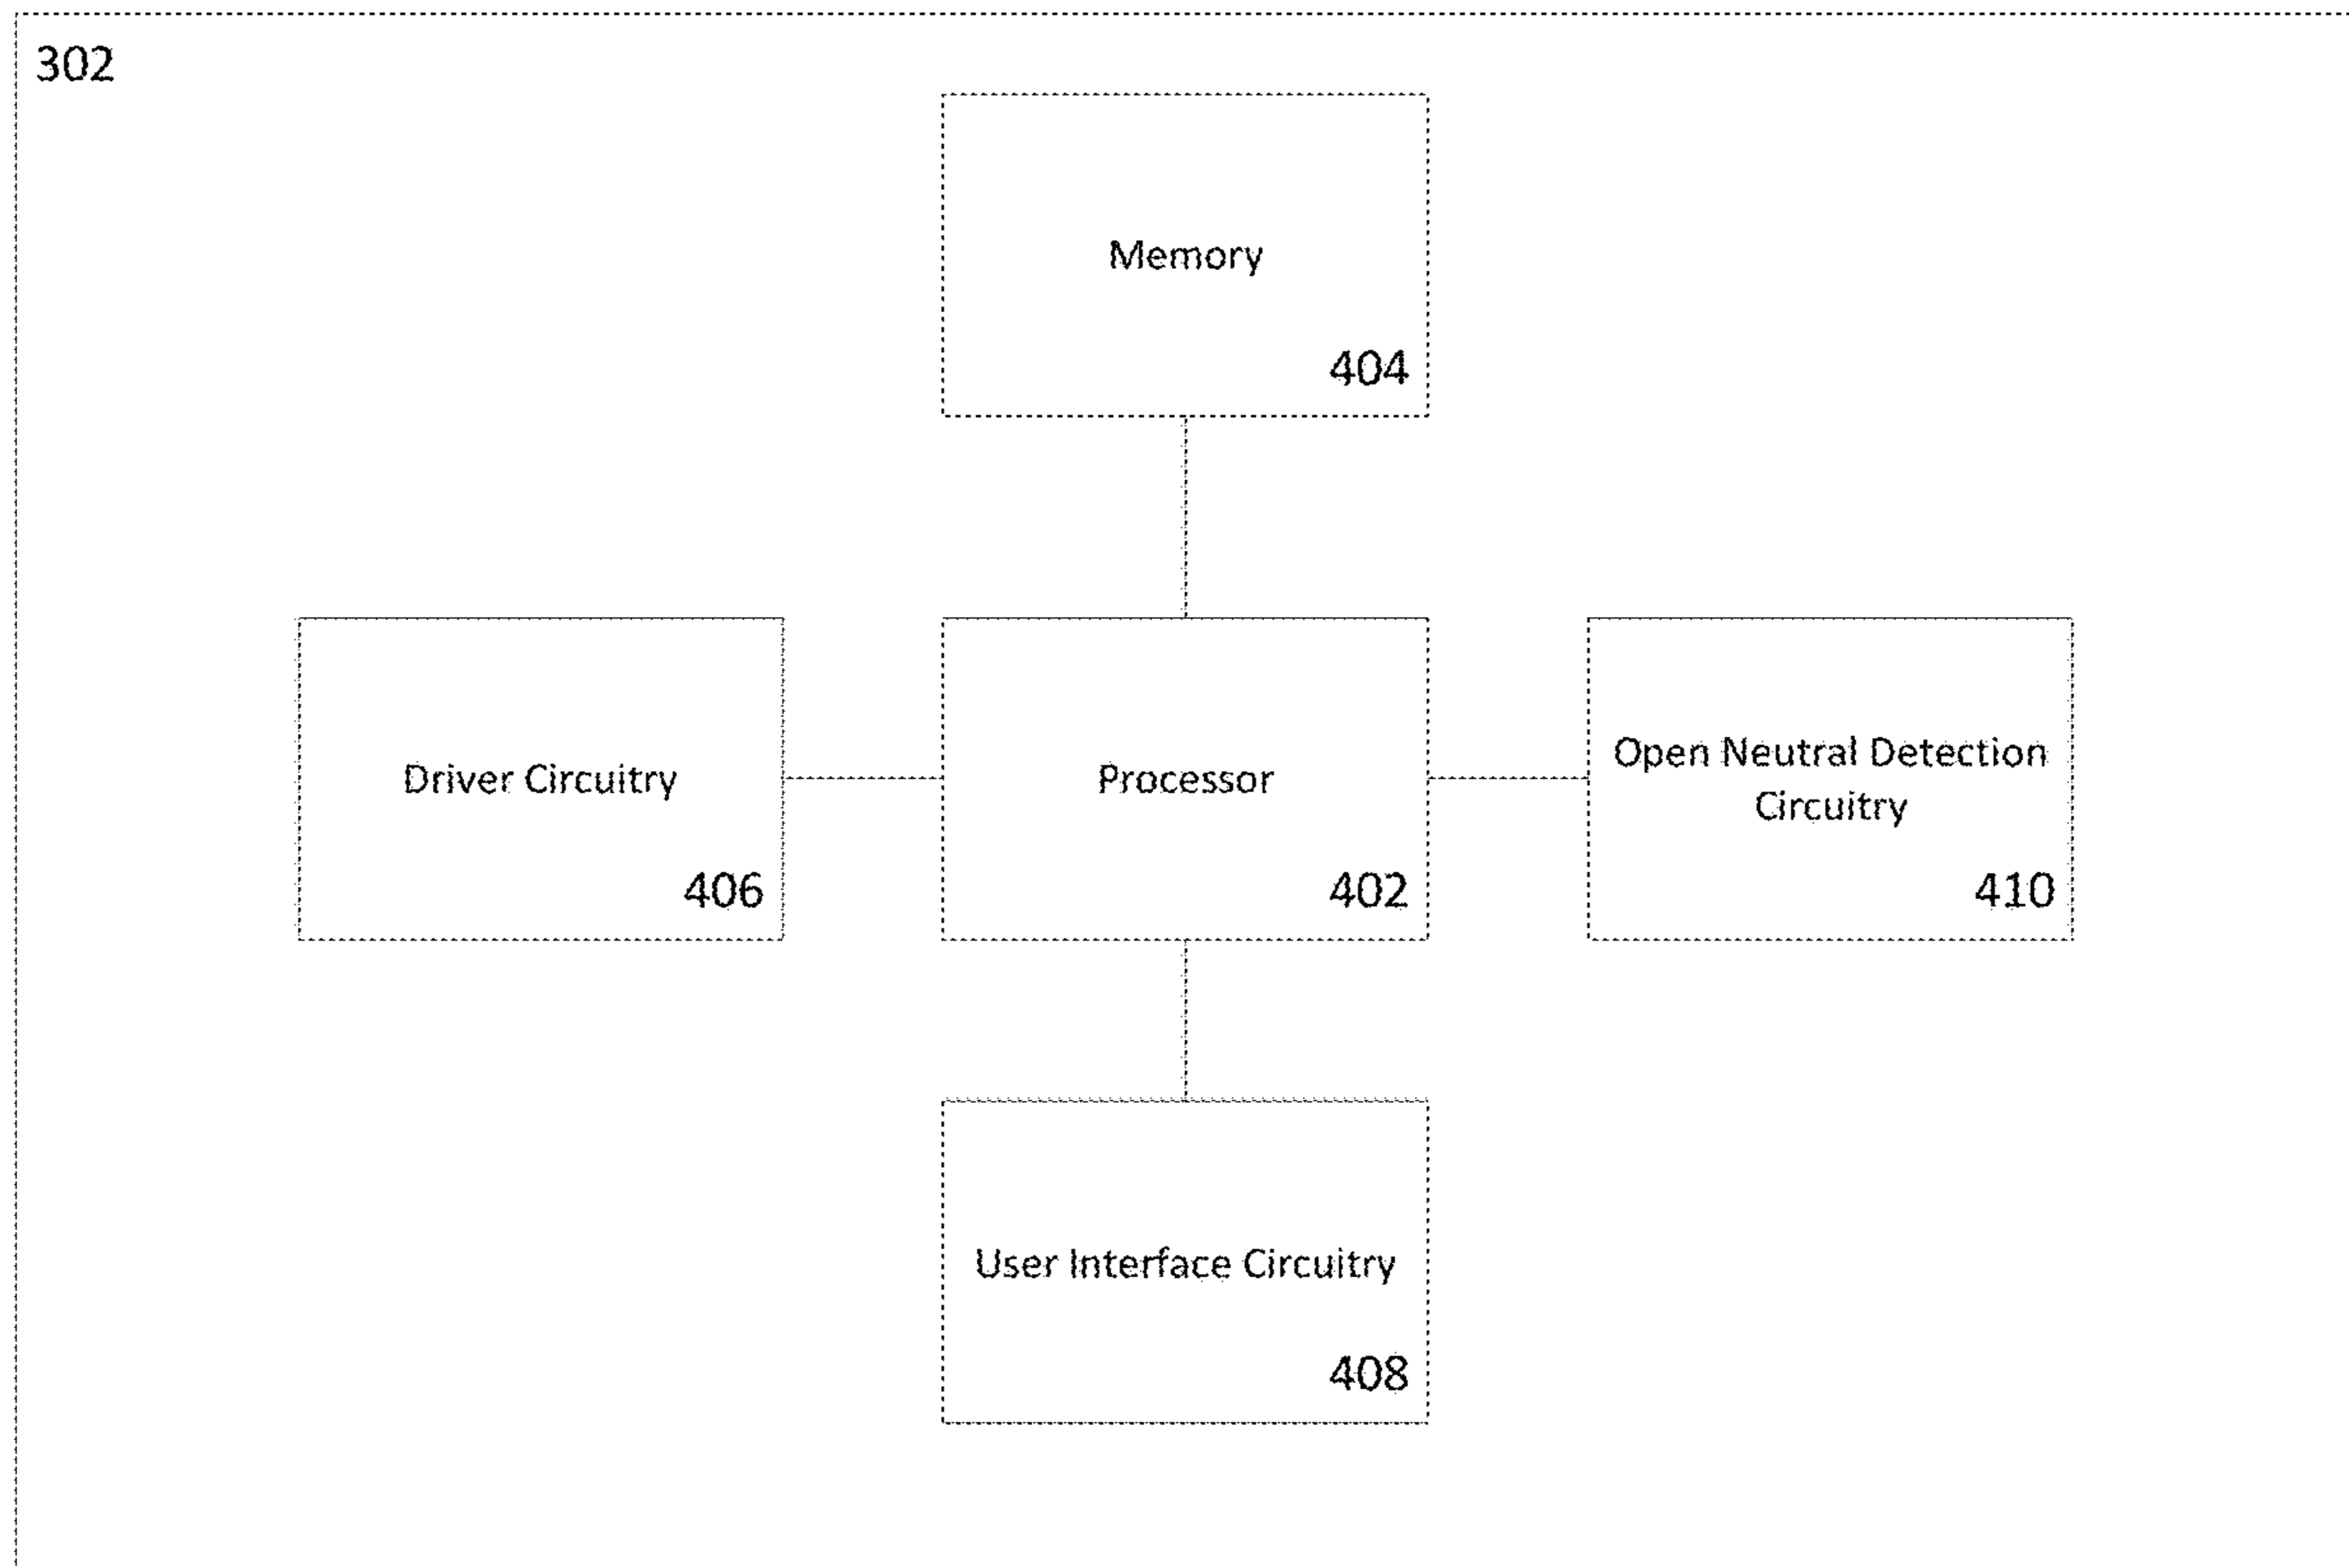 302
Memory
404
Driver Circuitry
406
Processor
402
Open Neutral Detection
Circuitry
410
User Interface Circuitry
408